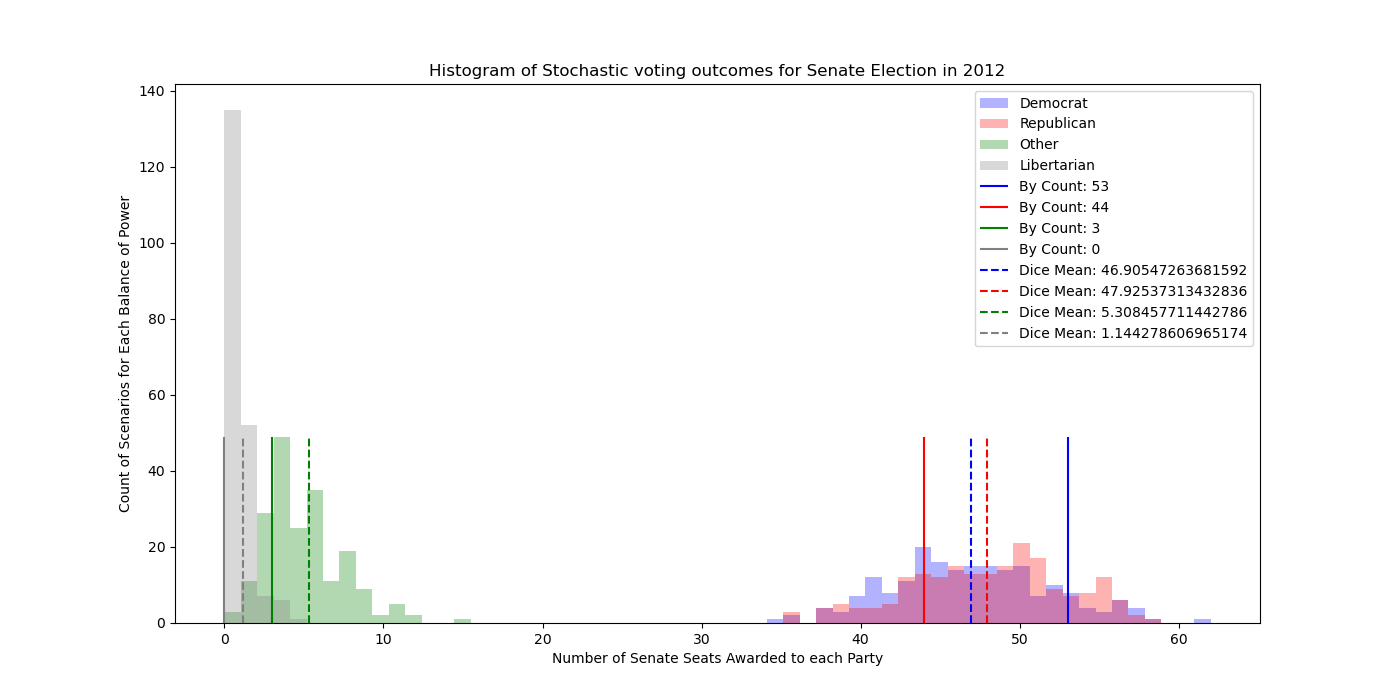 Histogram of Stochastic voting outcomes for Senate Election in 2012
140
120
100
80
60
40
20
0
Count of Scenarios for Each Balance of Power
Democrat
Republican
Other
Libertarian
By Count: 53
By Count: 44
By Count: 3
By Count: 0
Dice Mean: 46.90547263681592
Dice Mean: 47.92537313432836
Dice Mean: 5.308457711442786
Dice Mean: 1.144278606965174
0 10 20 30 40 50 60
Number of Senate Seats Awarded to each Party